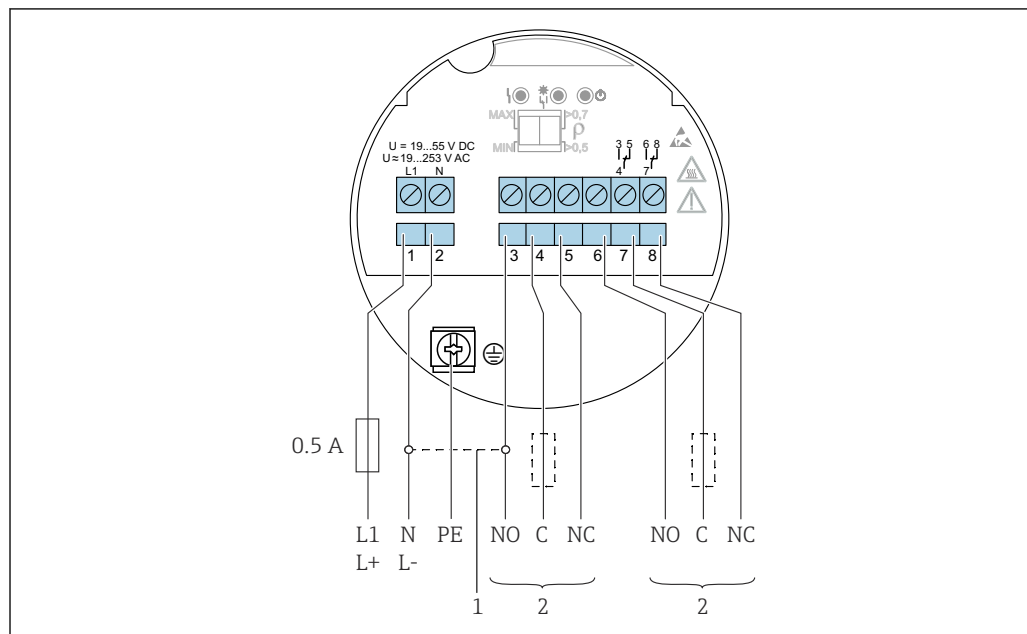 MAX >0,7
ρ
MIN >0,5
U = 19...55 V DC
U ≈ 19...253 V AC
L1 N
3 5 6 8
4 7
1 2 3 4 5 6 7 8
0.5 A
L1 N PE NO C NC NO C NC
L+ L-
1 2 2